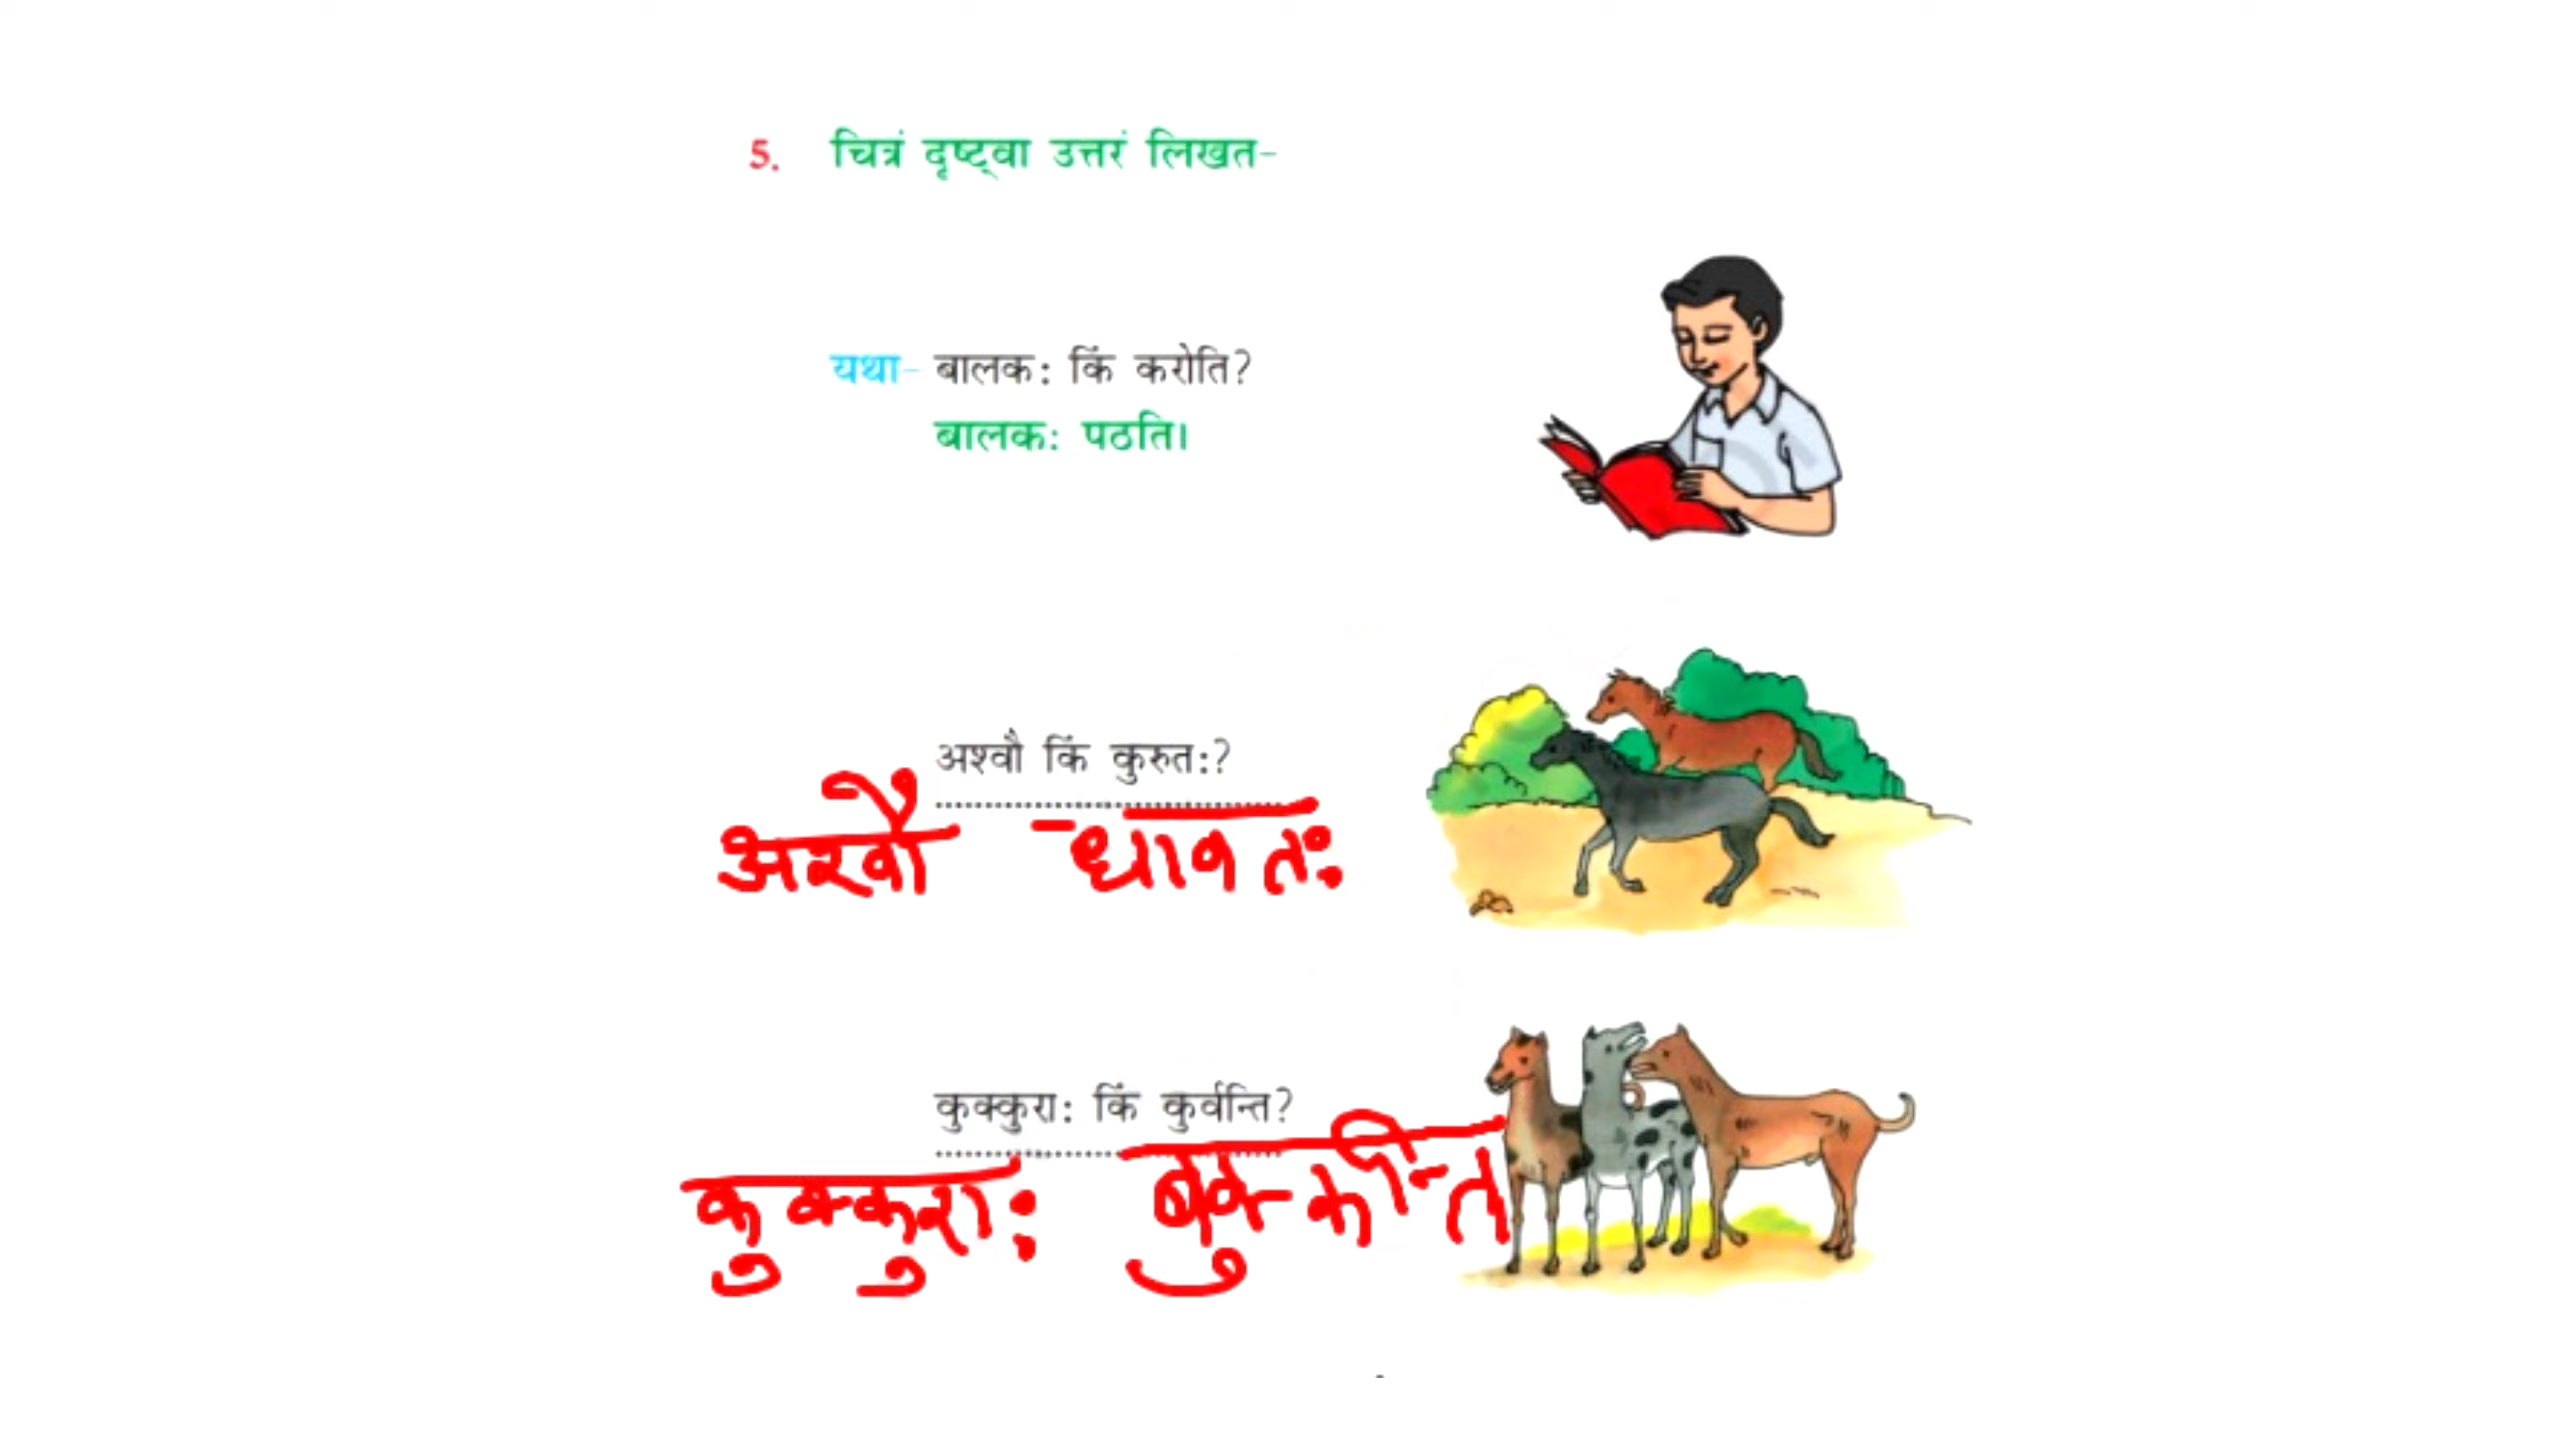 5. चित्रं दृष्ट्वा उत्तरं लिखत-
यथा- बालकः किं करोति?
बालकः पठति।
अश्वौ किं कुरुतः?
अश्वौ धावतः
कुक्कुराः किं कुर्वन्ति?
कुक्कुराः बुक्कन्ति